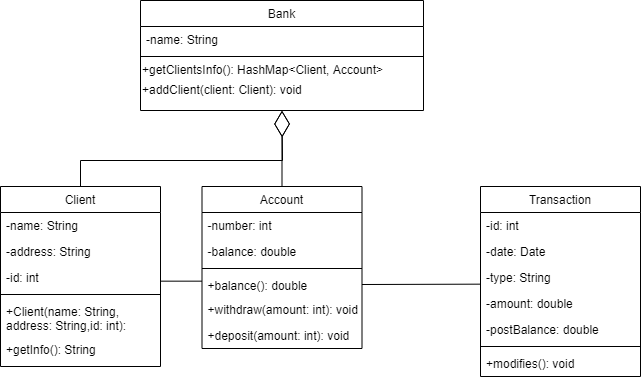 Bank
-name: String
+getClientsInfo(): HashMap<Client, Account>
+addClient(client: Client): void
Client
-name: String
-address: String
-id: int
+Client(name: String,
address: String,id: int):
+getInfo(): String
Account
-number: int
-balance: double
+balance(): double
+withdraw(amount: int): void
+deposit(amount: int): void
Transaction
-id: int
-date: Date
-type: String
-amount: double
-postBalance: double
+modifies(): void